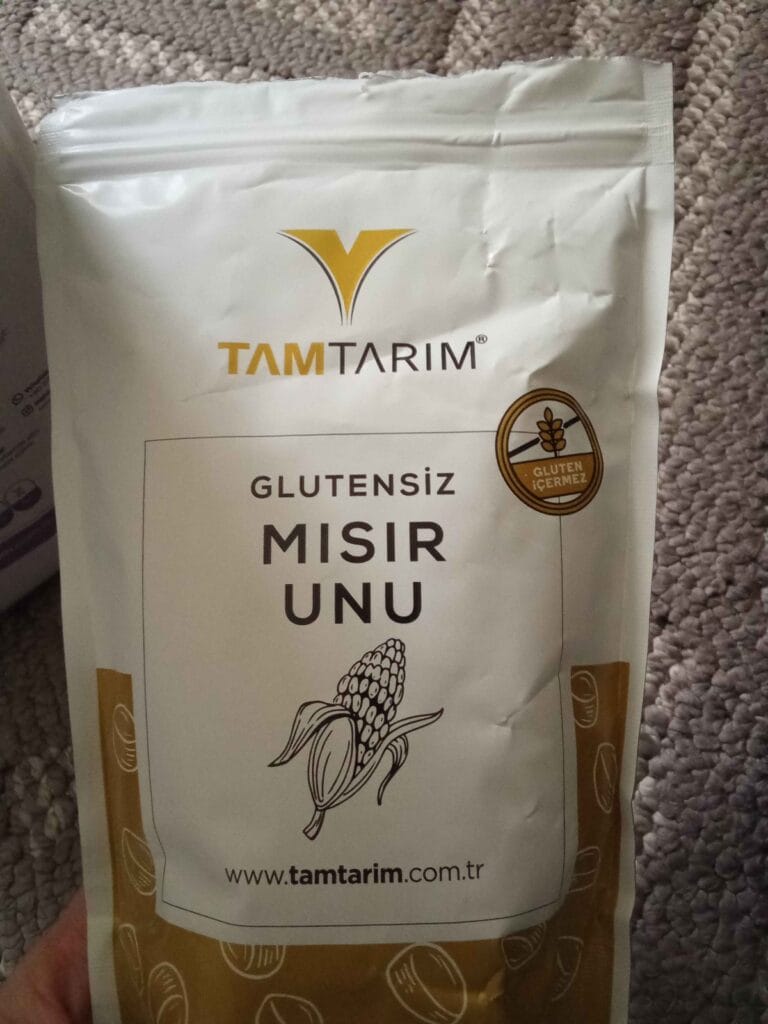 TAMTARIM®
GLUTEN
İÇERMEZ
GLUTENSİZ
MISIR
UNU
www.tamtarim.com.tr